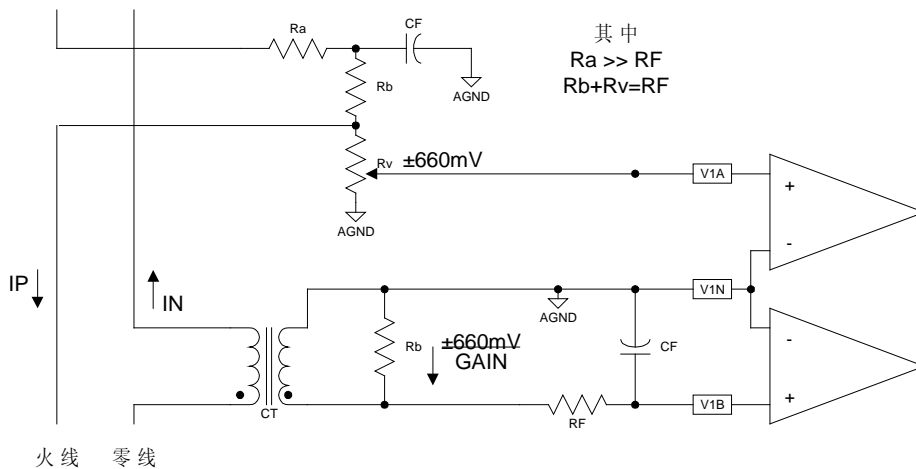 Ra
CF
其中
Ra >> RF
Rb+Rv=RF
Rb
AGND
Rv
±660mV
V1A
+
AGND
-
IP
IN
V1N
AGND
Rb
±660mV
GAIN
CF
-
+
CT
RF
V1B
火线
零线